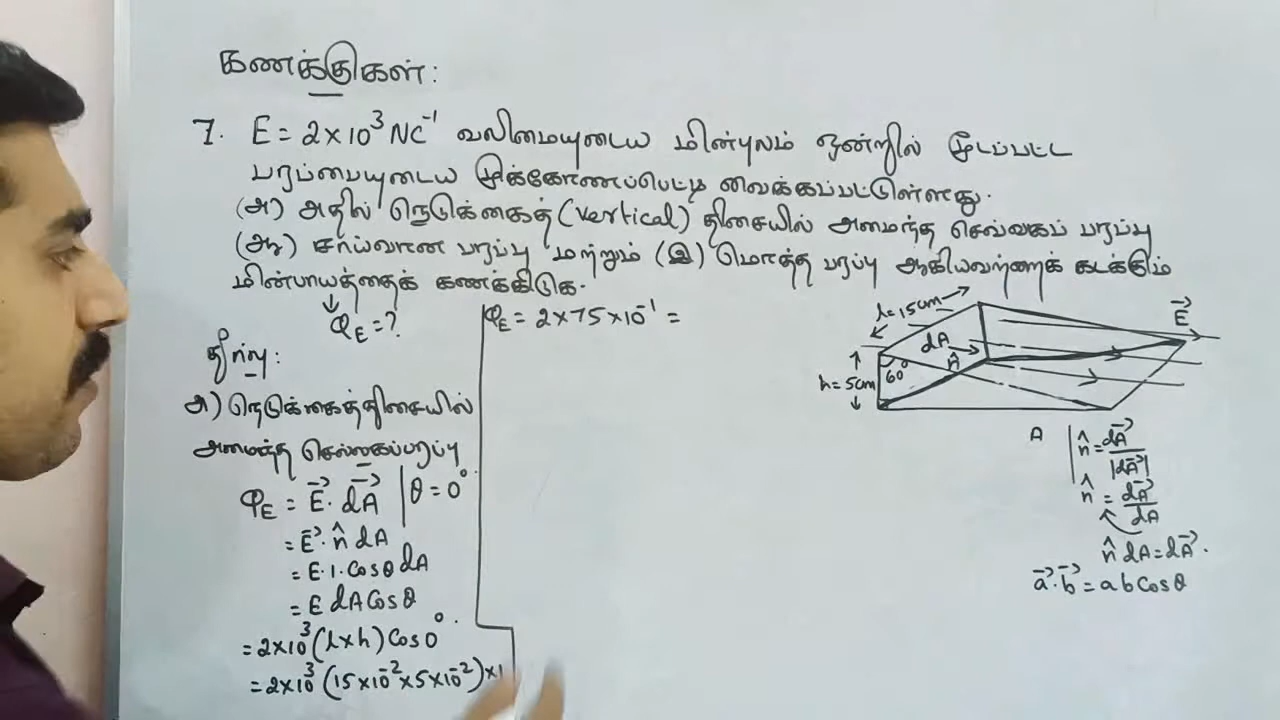 கணக்குகள்:
7. E = 2×10³ NC⁻¹ வலிமையுடைய மின்புலம் ஒன்றில் மூடப்பட்ட
பரப்பையுடைய முக்கோணப்பெட்டி வைக்கப்பட்டுள்ளது.
(அ) அதில் நெடுக்கைத் (vertical) திசையில் அமைந்த செவ்வகப் பரப்பு
(ஆ) சாய்வான பரப்பு மற்றும் (இ) மொத்த பரப்பு ஆகியவற்றைக் கடக்கும்
மின்பாயத்தைக் கணக்கிடுக.
↓
φ_E = ?
தீர்வு:
அ) நெடுக்கைத்திசையில்
அமைந்த செவ்வகப்பரப்பு
φ_E = E⃗ . dA⃗ | θ = 0°
= E⃗ . n̂ dA
= E.1.Cosθ dA
= E dA Cosθ
= 2×10³ (l×h) Cos0°
= 2×10³ (15×10⁻² × 5×10⁻²) ×1
φ_E = 2×75×10⁻¹ =
l = 15cm
E⃗
dA
n̂
60°
h = 5cm
A
n̂ = dA⃗/|dA⃗|
n̂ = dA⃗/dA
n̂ dA = dA⃗.
a⃗.b⃗ = ab Cosθ